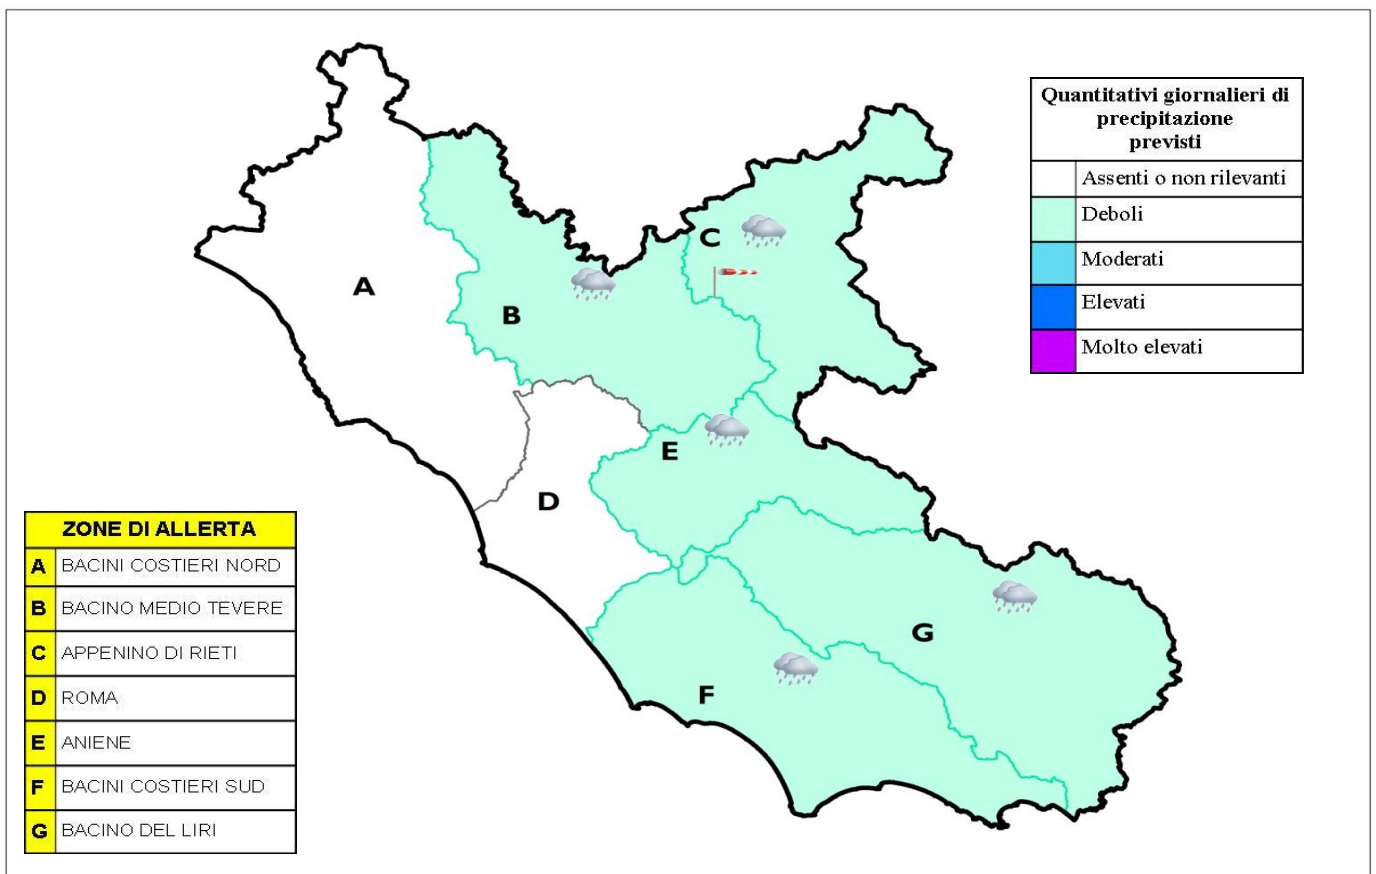 Quantitativi giornalieri di
precipitazione
previsti
Assenti o non rilevanti
Deboli
Moderati
Elevati
Molto elevati
A
B
C
D
E
F
G
ZONE DI ALLERTA
A BACINI COSTIERI NORD
B BACINO MEDIO TEVERE
C APPENINO DI RIETI
D ROMA
E ANIENE
F BACINI COSTIERI SUD
G BACINO DEL LIRI